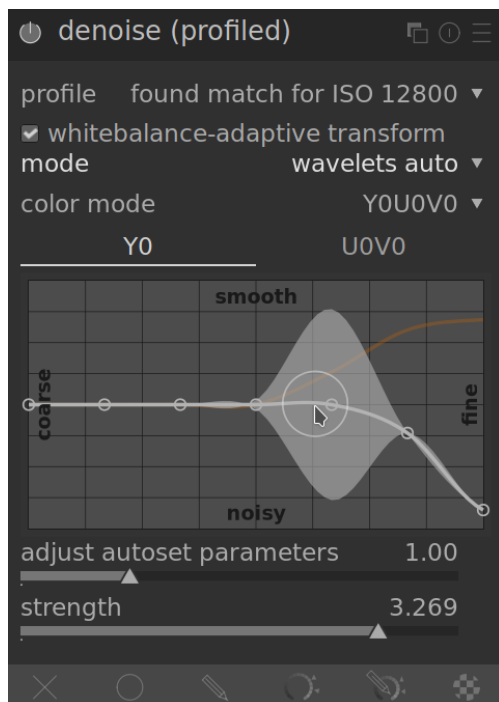 denoise (profiled)
profile found match for ISO 12800
whitebalance-adaptive transform
mode wavelets auto
color mode Y0U0V0
Y0 U0V0
smooth
coarse
fine
noisy
adjust autoset parameters 1.00
strength 3.269